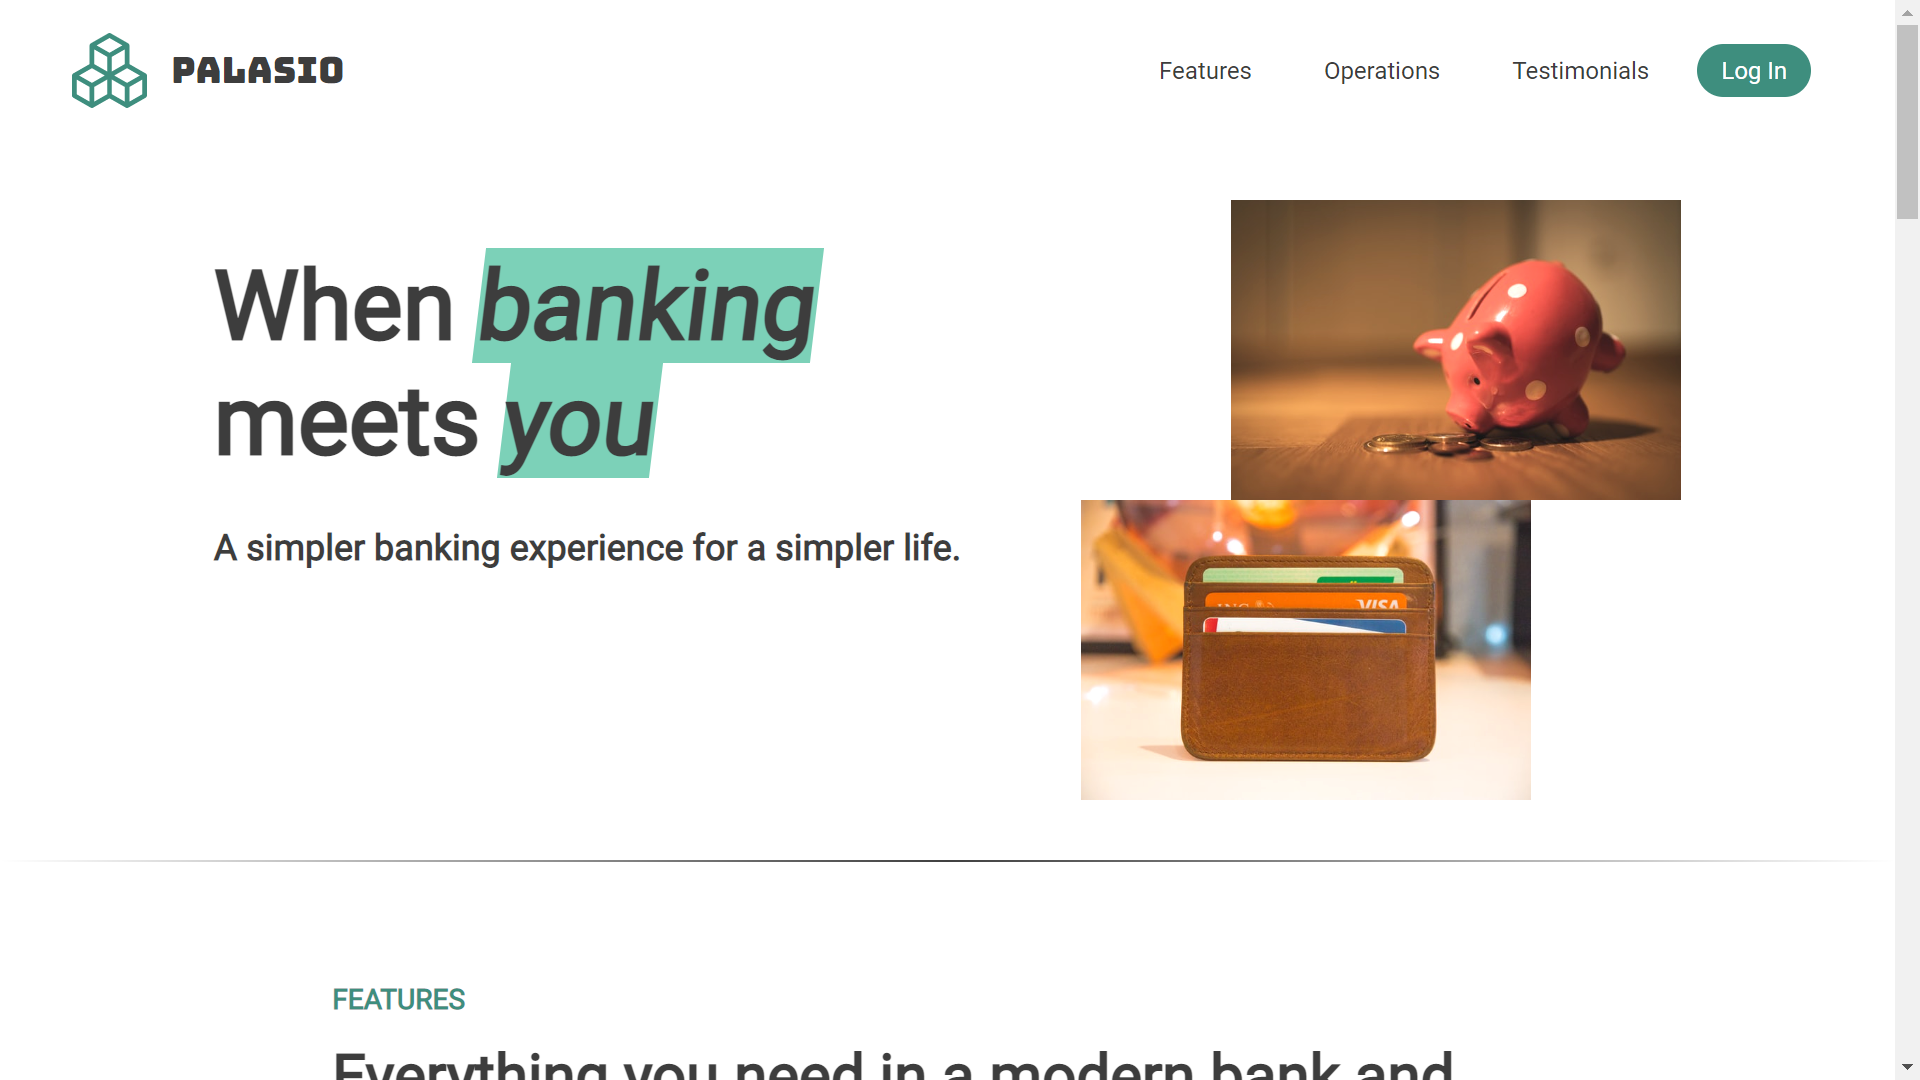 PALASIO
Features
Operations
Testimonials
Log In
When banking
meets you
A simpler banking experience for a simpler life.
VISA
FEATURES
Everything you need in a modern bank and